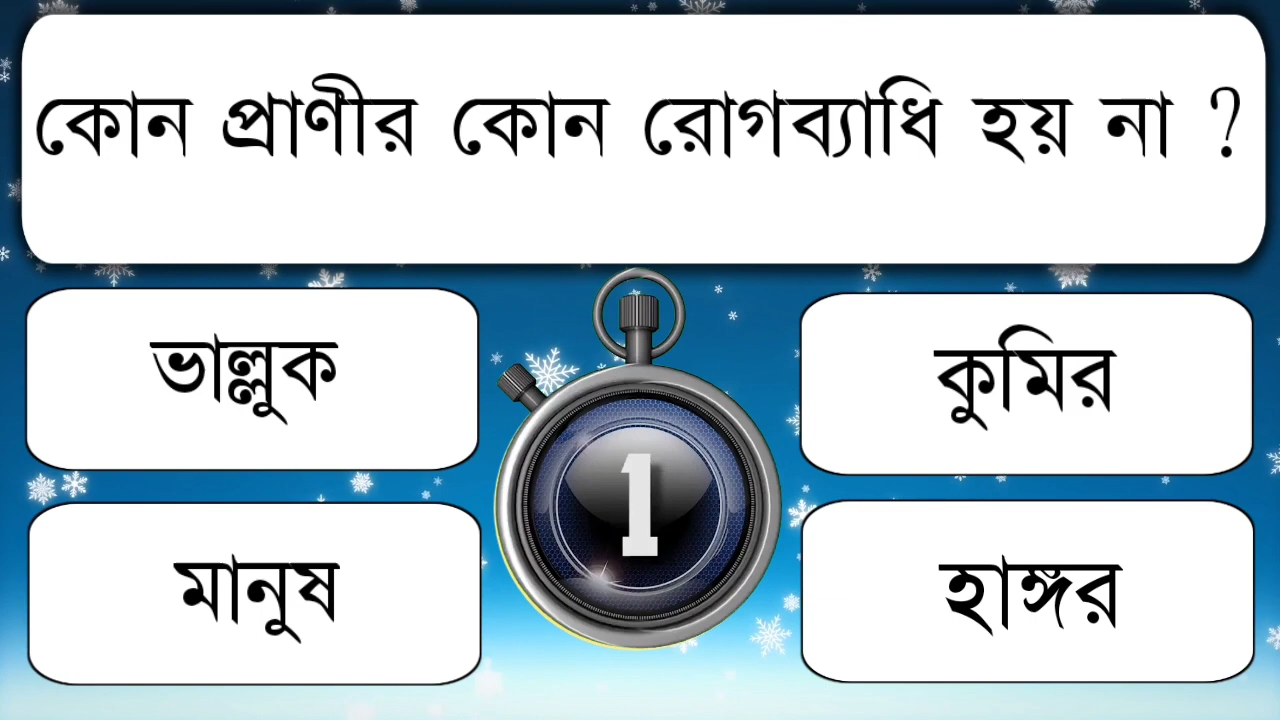 কোন প্রাণীর কোন রোগব্যাধি হয় না ?
ভাল্লুক
কুমির
1
মানুষ
হাঙ্গর